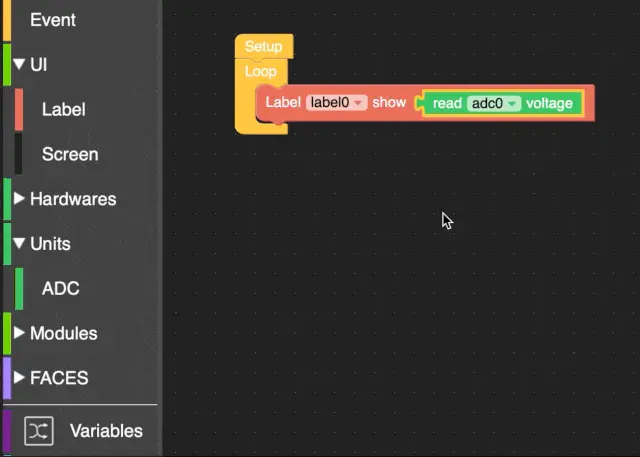 Event
UI
Label
Screen
Hardwares
Units
ADC
Modules
FACES
Variables
Setup
Loop
Label label0 show read adc0 voltage